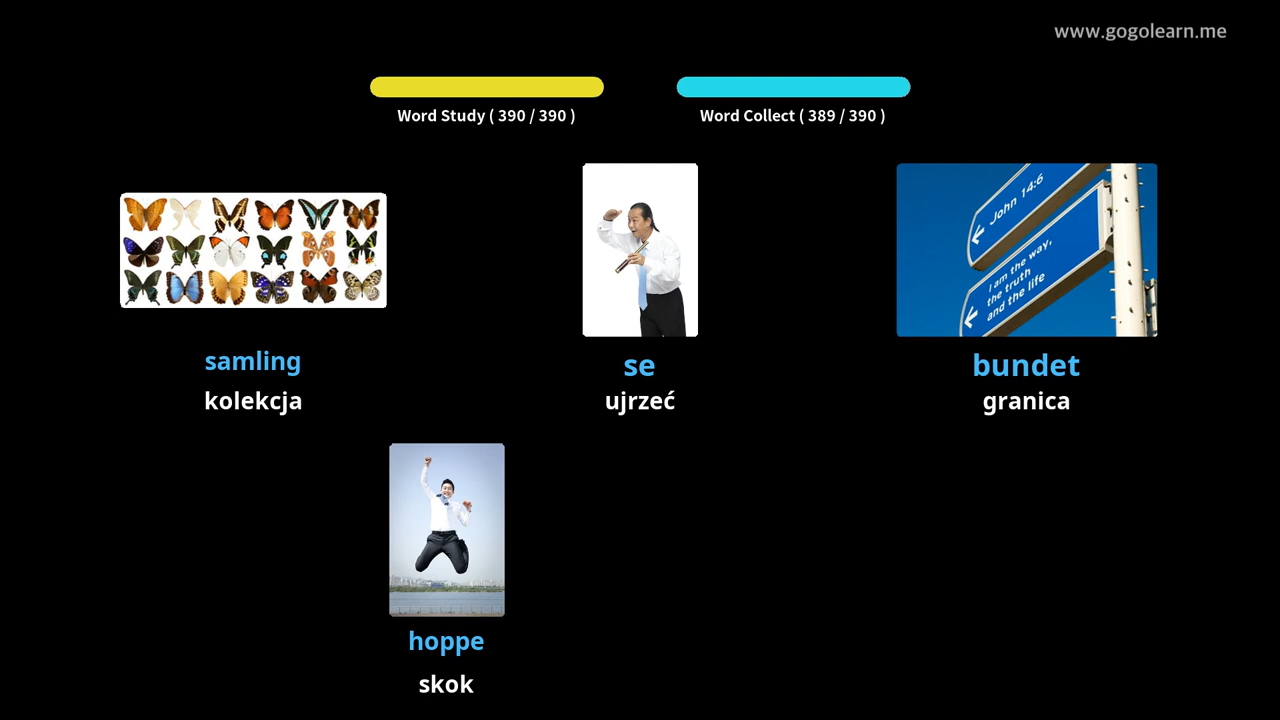 www.gogolearn.me
Word Study ( 390 / 390 )
Word Collect ( 389 / 390 )
John 14:6
I am the way,
the truth
and the life
samling
se
bundet
kolekcja
ujrzeć
granica
hoppe
skok